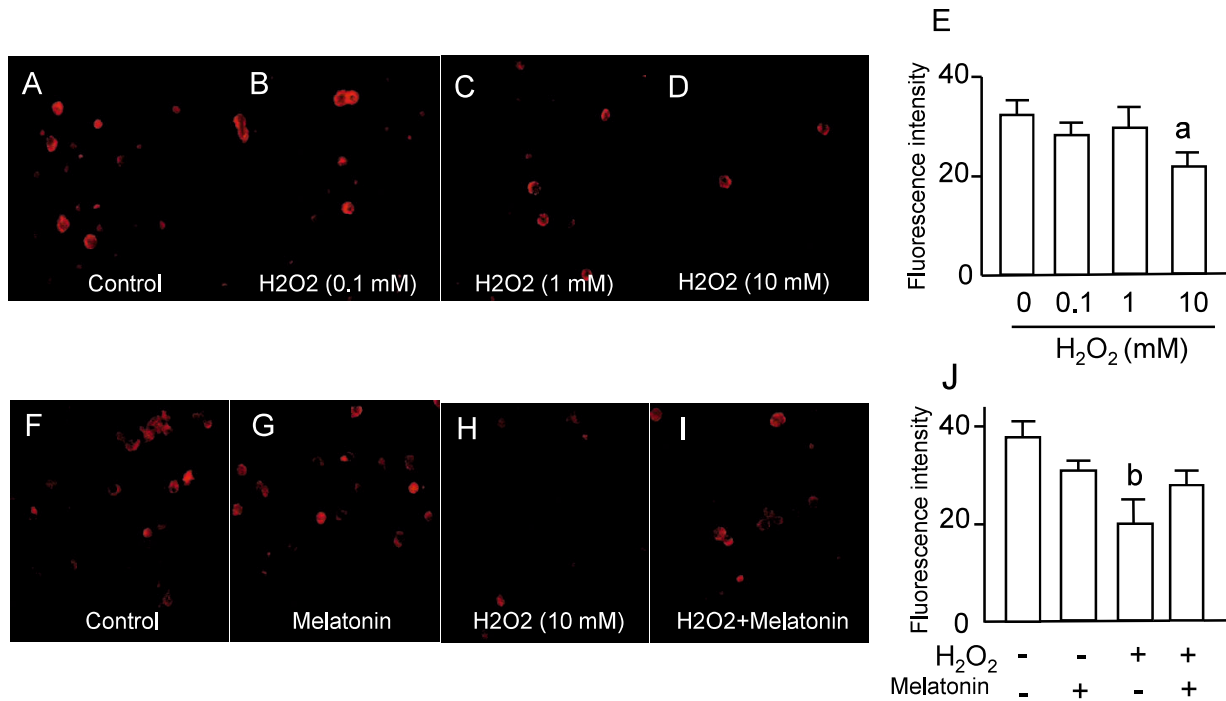 E
A
B
C
D
Control
H2O2 (0.1 mM)
H2O2 (1 mM)
H2O2 (10 mM)
Fluorescence intensity
40
20
0
a
0 0.1 1 10
H₂O₂ (mM)
J
F
G
H
I
Control
Melatonin
H2O2 (10 mM)
H2O2+Melatonin
Fluorescence intensity
40
20
0
b
H₂O₂ - - + +
Melatonin - + - +